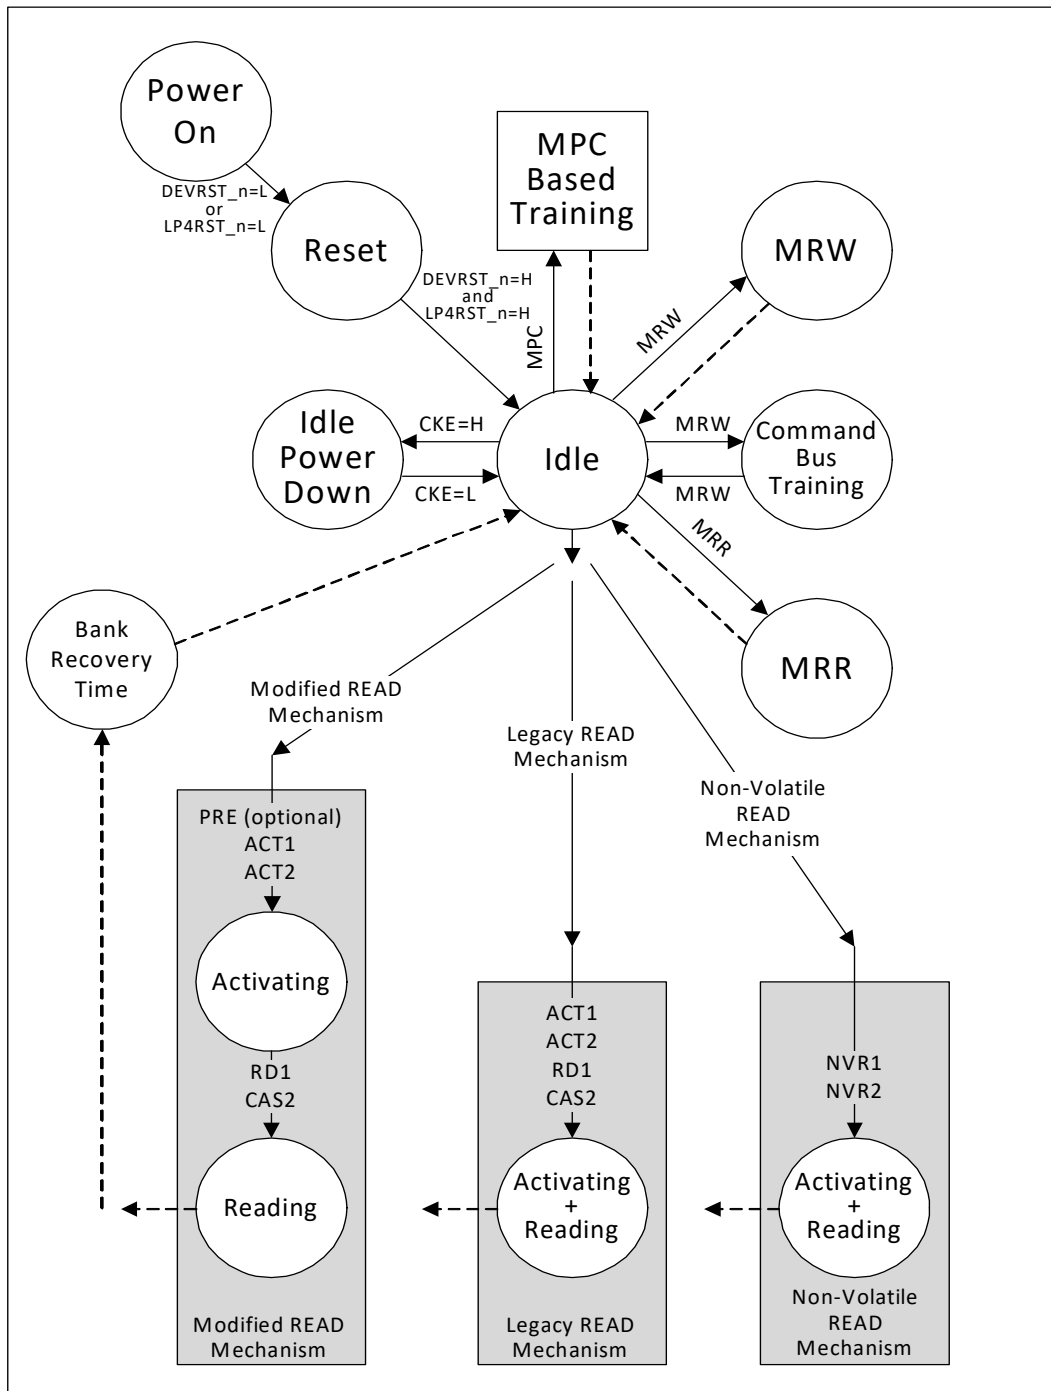 Power
On
DEVRST_n=L
or
LP4RST_n=L
Reset
DEVRST_n=H
and
LP4RST_n=H
MPC
Based
Training
MPC
MRW
MRW
Idle
Power
Down
CKE=H
CKE=L
Idle
MRW
MRW
Command
Bus
Training
MRR
MRR
Bank
Recovery
Time
Modified READ
Mechanism
Legacy READ
Mechanism
Non-Volatile
READ
Mechanism
PRE (optional)
ACT1
ACT2
Activating
RD1
CAS2
Reading
Modified READ
Mechanism
ACT1
ACT2
RD1
CAS2
Activating
+
Reading
Legacy READ
Mechanism
NVR1
NVR2
Activating
+
Reading
Non-Volatile
READ
Mechanism